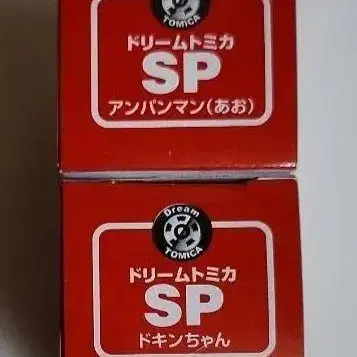 TOMICA
ドリームトミカ
SP
アンパンマン(あお)
Dream
TOMICA
ドリームトミカ
SP
ドキンちゃん